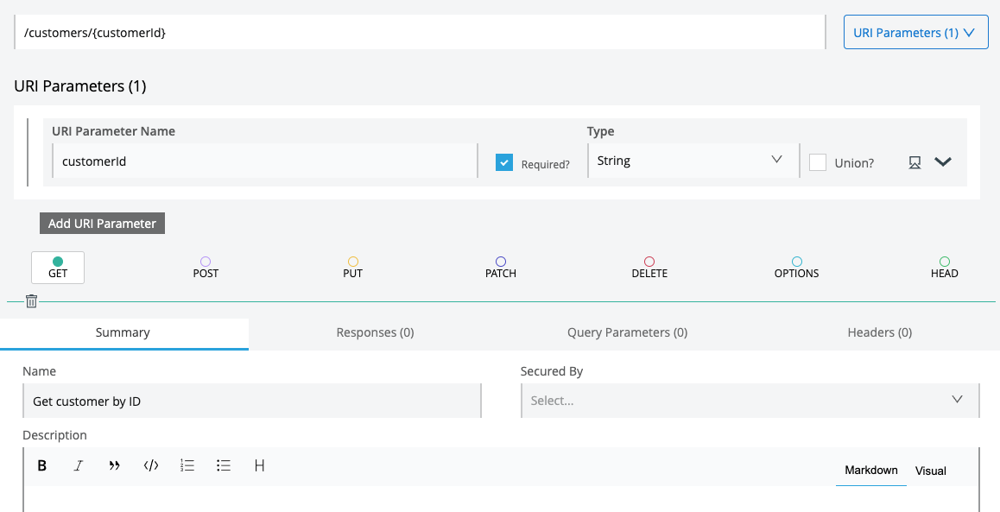 /customers/{customerId}
URI Parameters (1)
URI Parameters (1)
URI Parameter Name
Type
customerId
Required?
String
Union?
Add URI Parameter
GET
POST
PUT
PATCH
DELETE
OPTIONS
HEAD
Summary
Responses (0)
Query Parameters (0)
Headers (0)
Name
Secured By
Get customer by ID
Select...
Description
B
I
H
Markdown
Visual